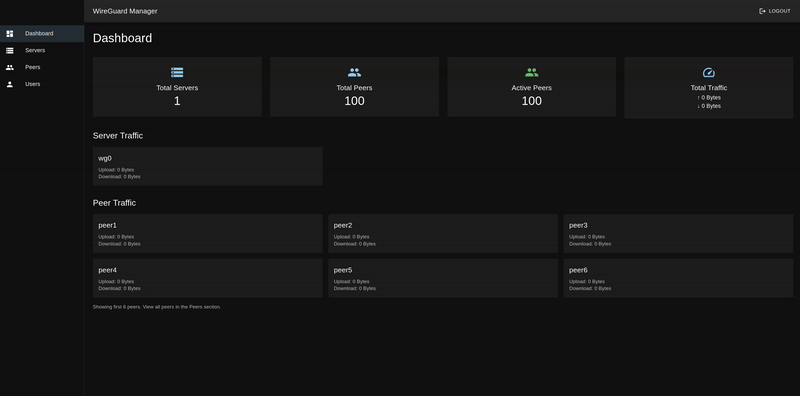 WireGuard Manager
LOGOUT
Dashboard
Servers
Peers
Users
Dashboard
Total Servers
1
Total Peers
100
Active Peers
100
Total Traffic
↑ 0 Bytes
↓ 0 Bytes
Server Traffic
wg0
Upload: 0 Bytes
Download: 0 Bytes
Peer Traffic
peer1
Upload: 0 Bytes
Download: 0 Bytes
peer2
Upload: 0 Bytes
Download: 0 Bytes
peer3
Upload: 0 Bytes
Download: 0 Bytes
peer4
Upload: 0 Bytes
Download: 0 Bytes
peer5
Upload: 0 Bytes
Download: 0 Bytes
peer6
Upload: 0 Bytes
Download: 0 Bytes
Showing first 6 peers. View all peers in the Peers section.